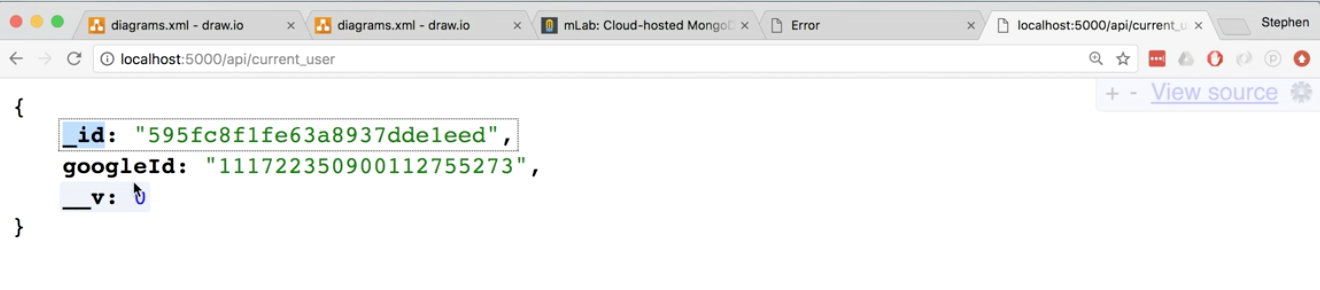 diagrams.xml - draw.io
diagrams.xml - draw.io
mLab: Cloud-hosted MongoD
Error
localhost:5000/api/current_u
Stephen
localhost:5000/api/current_user
+ - View source
{
_id: "595fc8f1fe63a8937dde1eed",
googleId: "111722350900112755273",
__v: 0
}